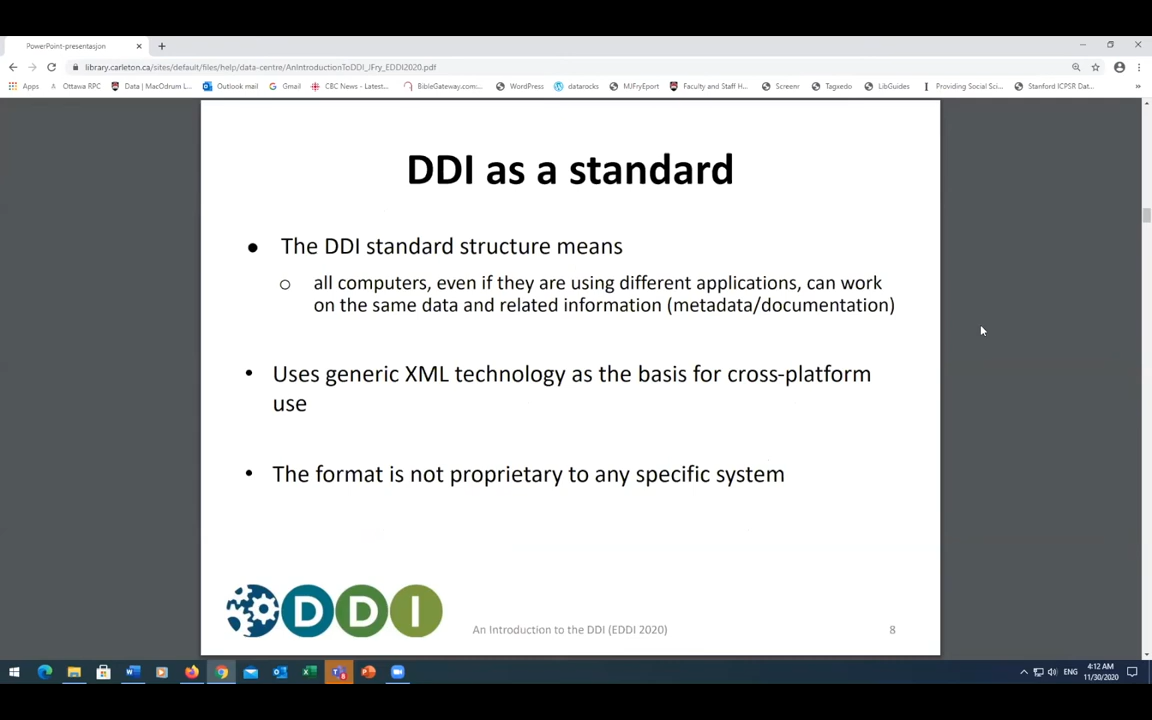 PowerPoint-presentasjon
library.carleton.ca/sites/default/files/help/data-centre/AnIntroductionToDDI_JFry_EDDI2020.pdf
Apps Ottawa RPC Data | MacOdrum L... Outlook mail Gmail CBC News - Latest... BibleGateway.com:... WordPress datarocks MJFryEport Faculty and Staff H... Screenr Tagxedo LibGuides Providing Social Sci... Stanford ICPSR Dat... »
DDI as a standard
● The DDI standard structure means
○ all computers, even if they are using different applications, can work
on the same data and related information (metadata/documentation)
• Uses generic XML technology as the basis for cross-platform
use
• The format is not proprietary to any specific system
DDI
An Introduction to the DDI (EDDI 2020)
8
ENG
4:12 AM
11/30/2020